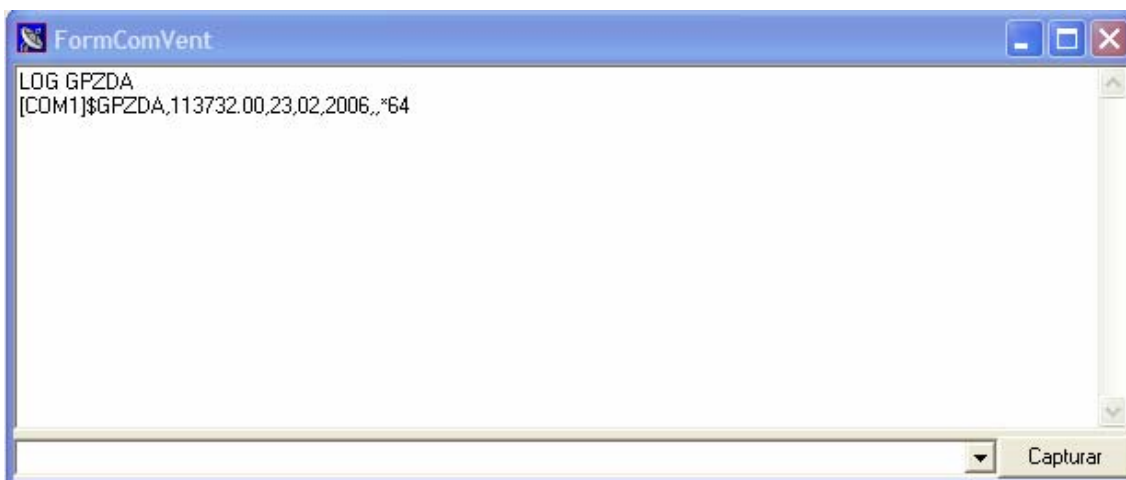 FormComVent
LOG GPZDA
[COM1]$GPZDA,113732.00,23,02,2006,,*64
Capturar